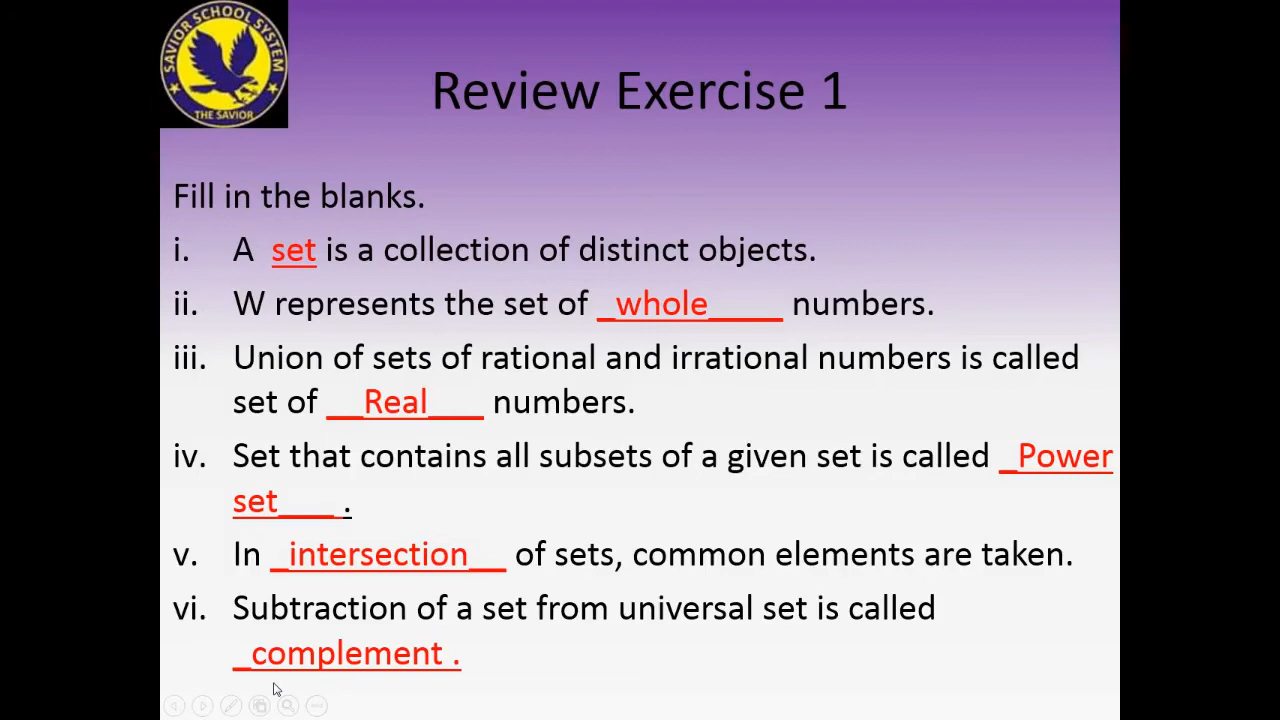 SAVIOR SCHOOL SYSTEM
THE SAVIOR
Review Exercise 1
Fill in the blanks.
i. A set is a collection of distinct objects.
ii. W represents the set of _whole____ numbers.
iii. Union of sets of rational and irrational numbers is called
set of __Real___ numbers.
iv. Set that contains all subsets of a given set is called _Power
set___ .
v. In _intersection__ of sets, common elements are taken.
vi. Subtraction of a set from universal set is called
_complement .